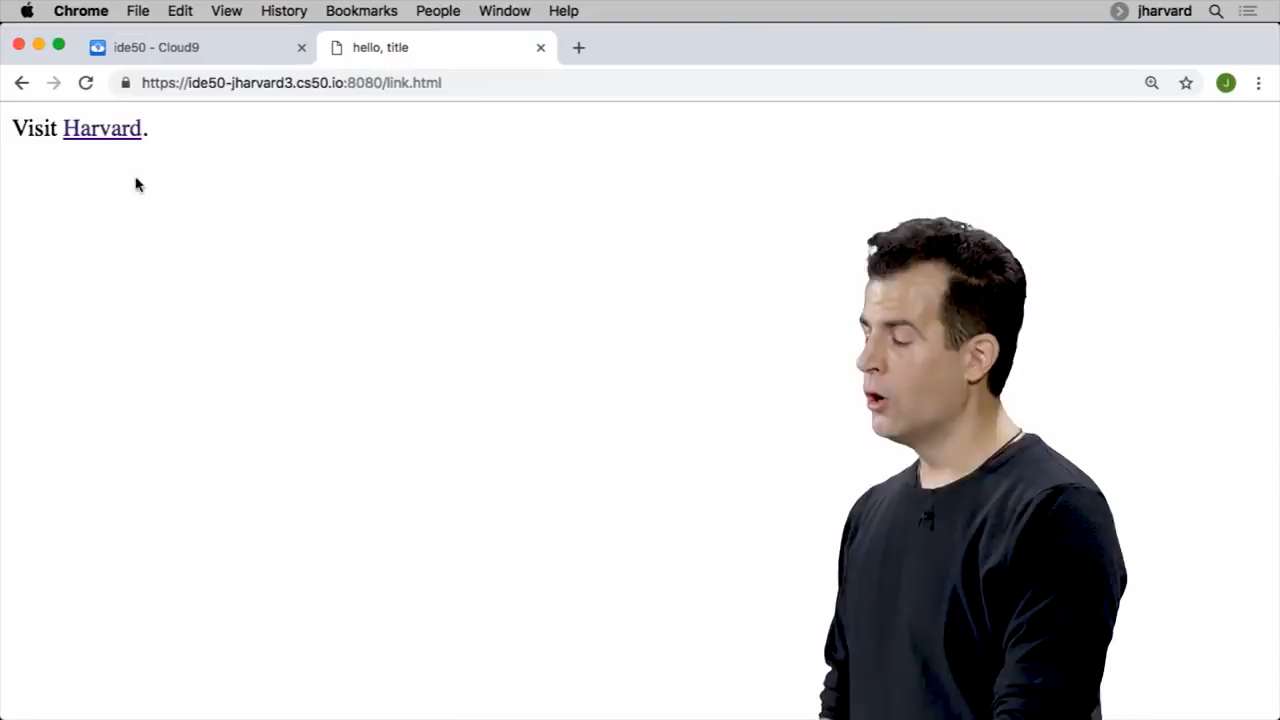 Chrome File Edit View History Bookmarks People Window Help jharvard
ide50 - Cloud9 hello, title
https://ide50-jharvard3.cs50.io:8080/link.html J
Visit Harvard.